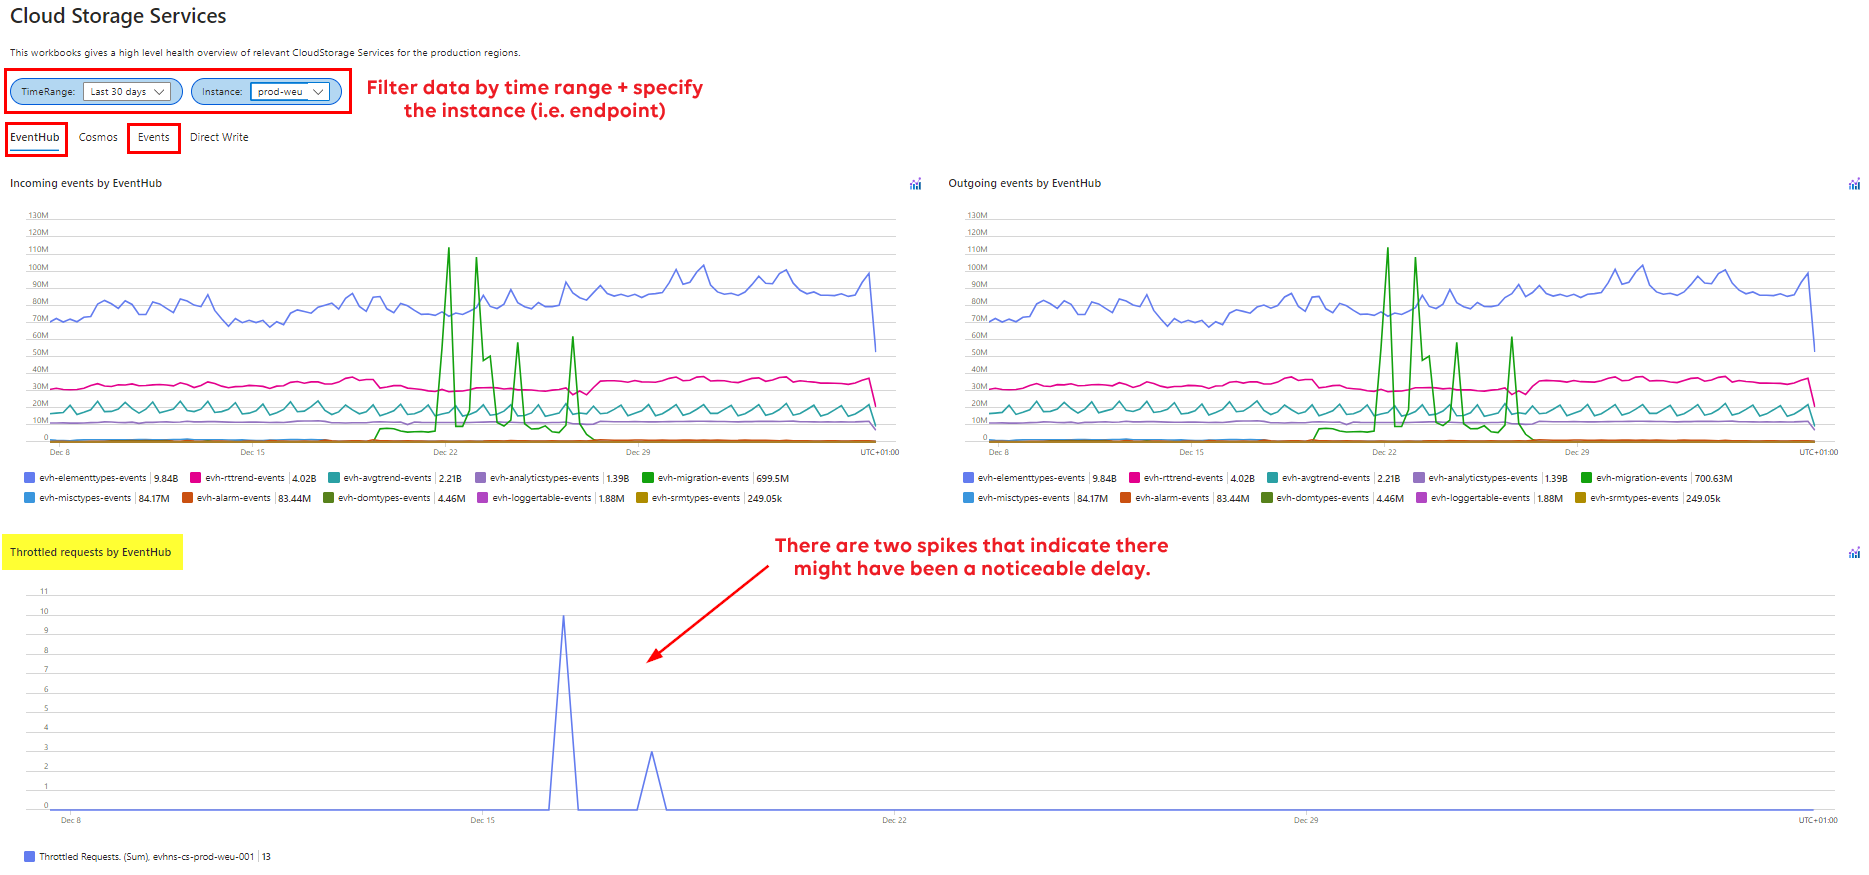 Cloud Storage Services
This workbooks gives a high level health overview of relevant CloudStorage Services for the production regions.
TimeRange: Last 30 days Instance: prod-weu
Filter data by time range + specify
the instance (i.e. endpoint)
EventHub Cosmos Events Direct Write
Incoming events by EventHub
130M
120M
110M
100M
90M
80M
70M
60M
50M
40M
30M
20M
10M
0
Dec 8 Dec 15 Dec 22 Dec 29 UTC+01:00
evh-elementtypes-events 9.84B evh-rttrend-events 4.02B evh-avgtrend-events 2.21B evh-analyticstypes-events 1.39B evh-migration-events 699.5M
evh-misctypes-events 84.17M evh-alarm-events 83.44M evh-domtypes-events 4.46M evh-loggertable-events 1.88M evh-srmtypes-events 249.05k
Outgoing events by EventHub
130M
120M
110M
100M
90M
80M
70M
60M
50M
40M
30M
20M
10M
0
Dec 8 Dec 15 Dec 22 Dec 29 UTC+01:00
evh-elementtypes-events 9.84B evh-rttrend-events 4.02B evh-avgtrend-events 2.21B evh-analyticstypes-events 1.39B evh-migration-events 700.63M
evh-misctypes-events 84.17M evh-alarm-events 83.44M evh-domtypes-events 4.46M evh-loggertable-events 1.88M evh-srmtypes-events 249.05k
Throttled requests by EventHub
There are two spikes that indicate there
might have been a noticeable delay.
11
10
9
8
7
6
5
4
3
2
1
0
Dec 8 Dec 15 Dec 22 Dec 29 UTC+01:00
Throttled Requests. (Sum), evhns-cs-prod-weu-001 13